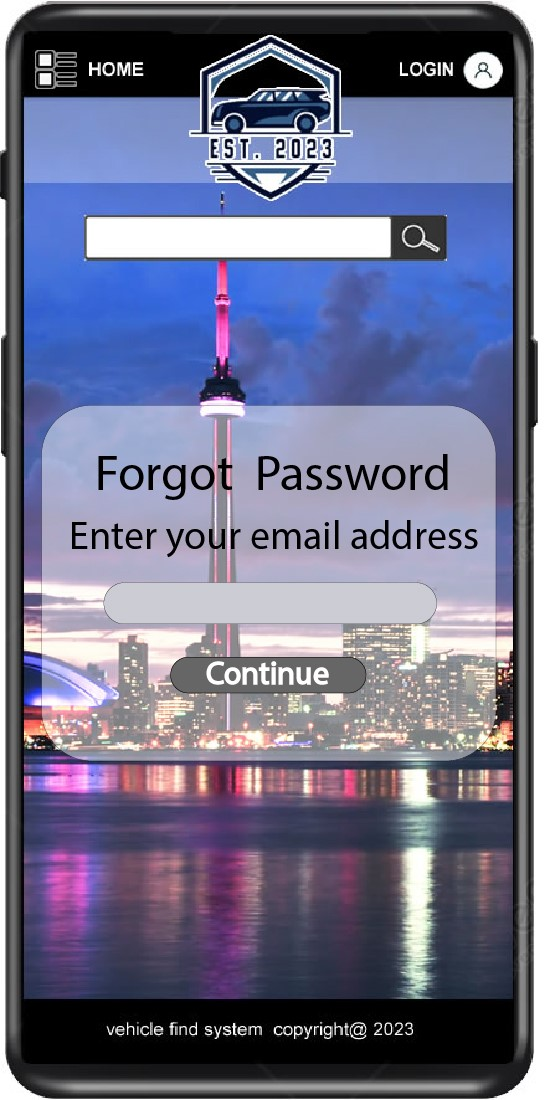 HOME
LOGIN
EST. 2023
Forgot Password
Enter your email address
Continue
vehicle find system copyright@ 2023